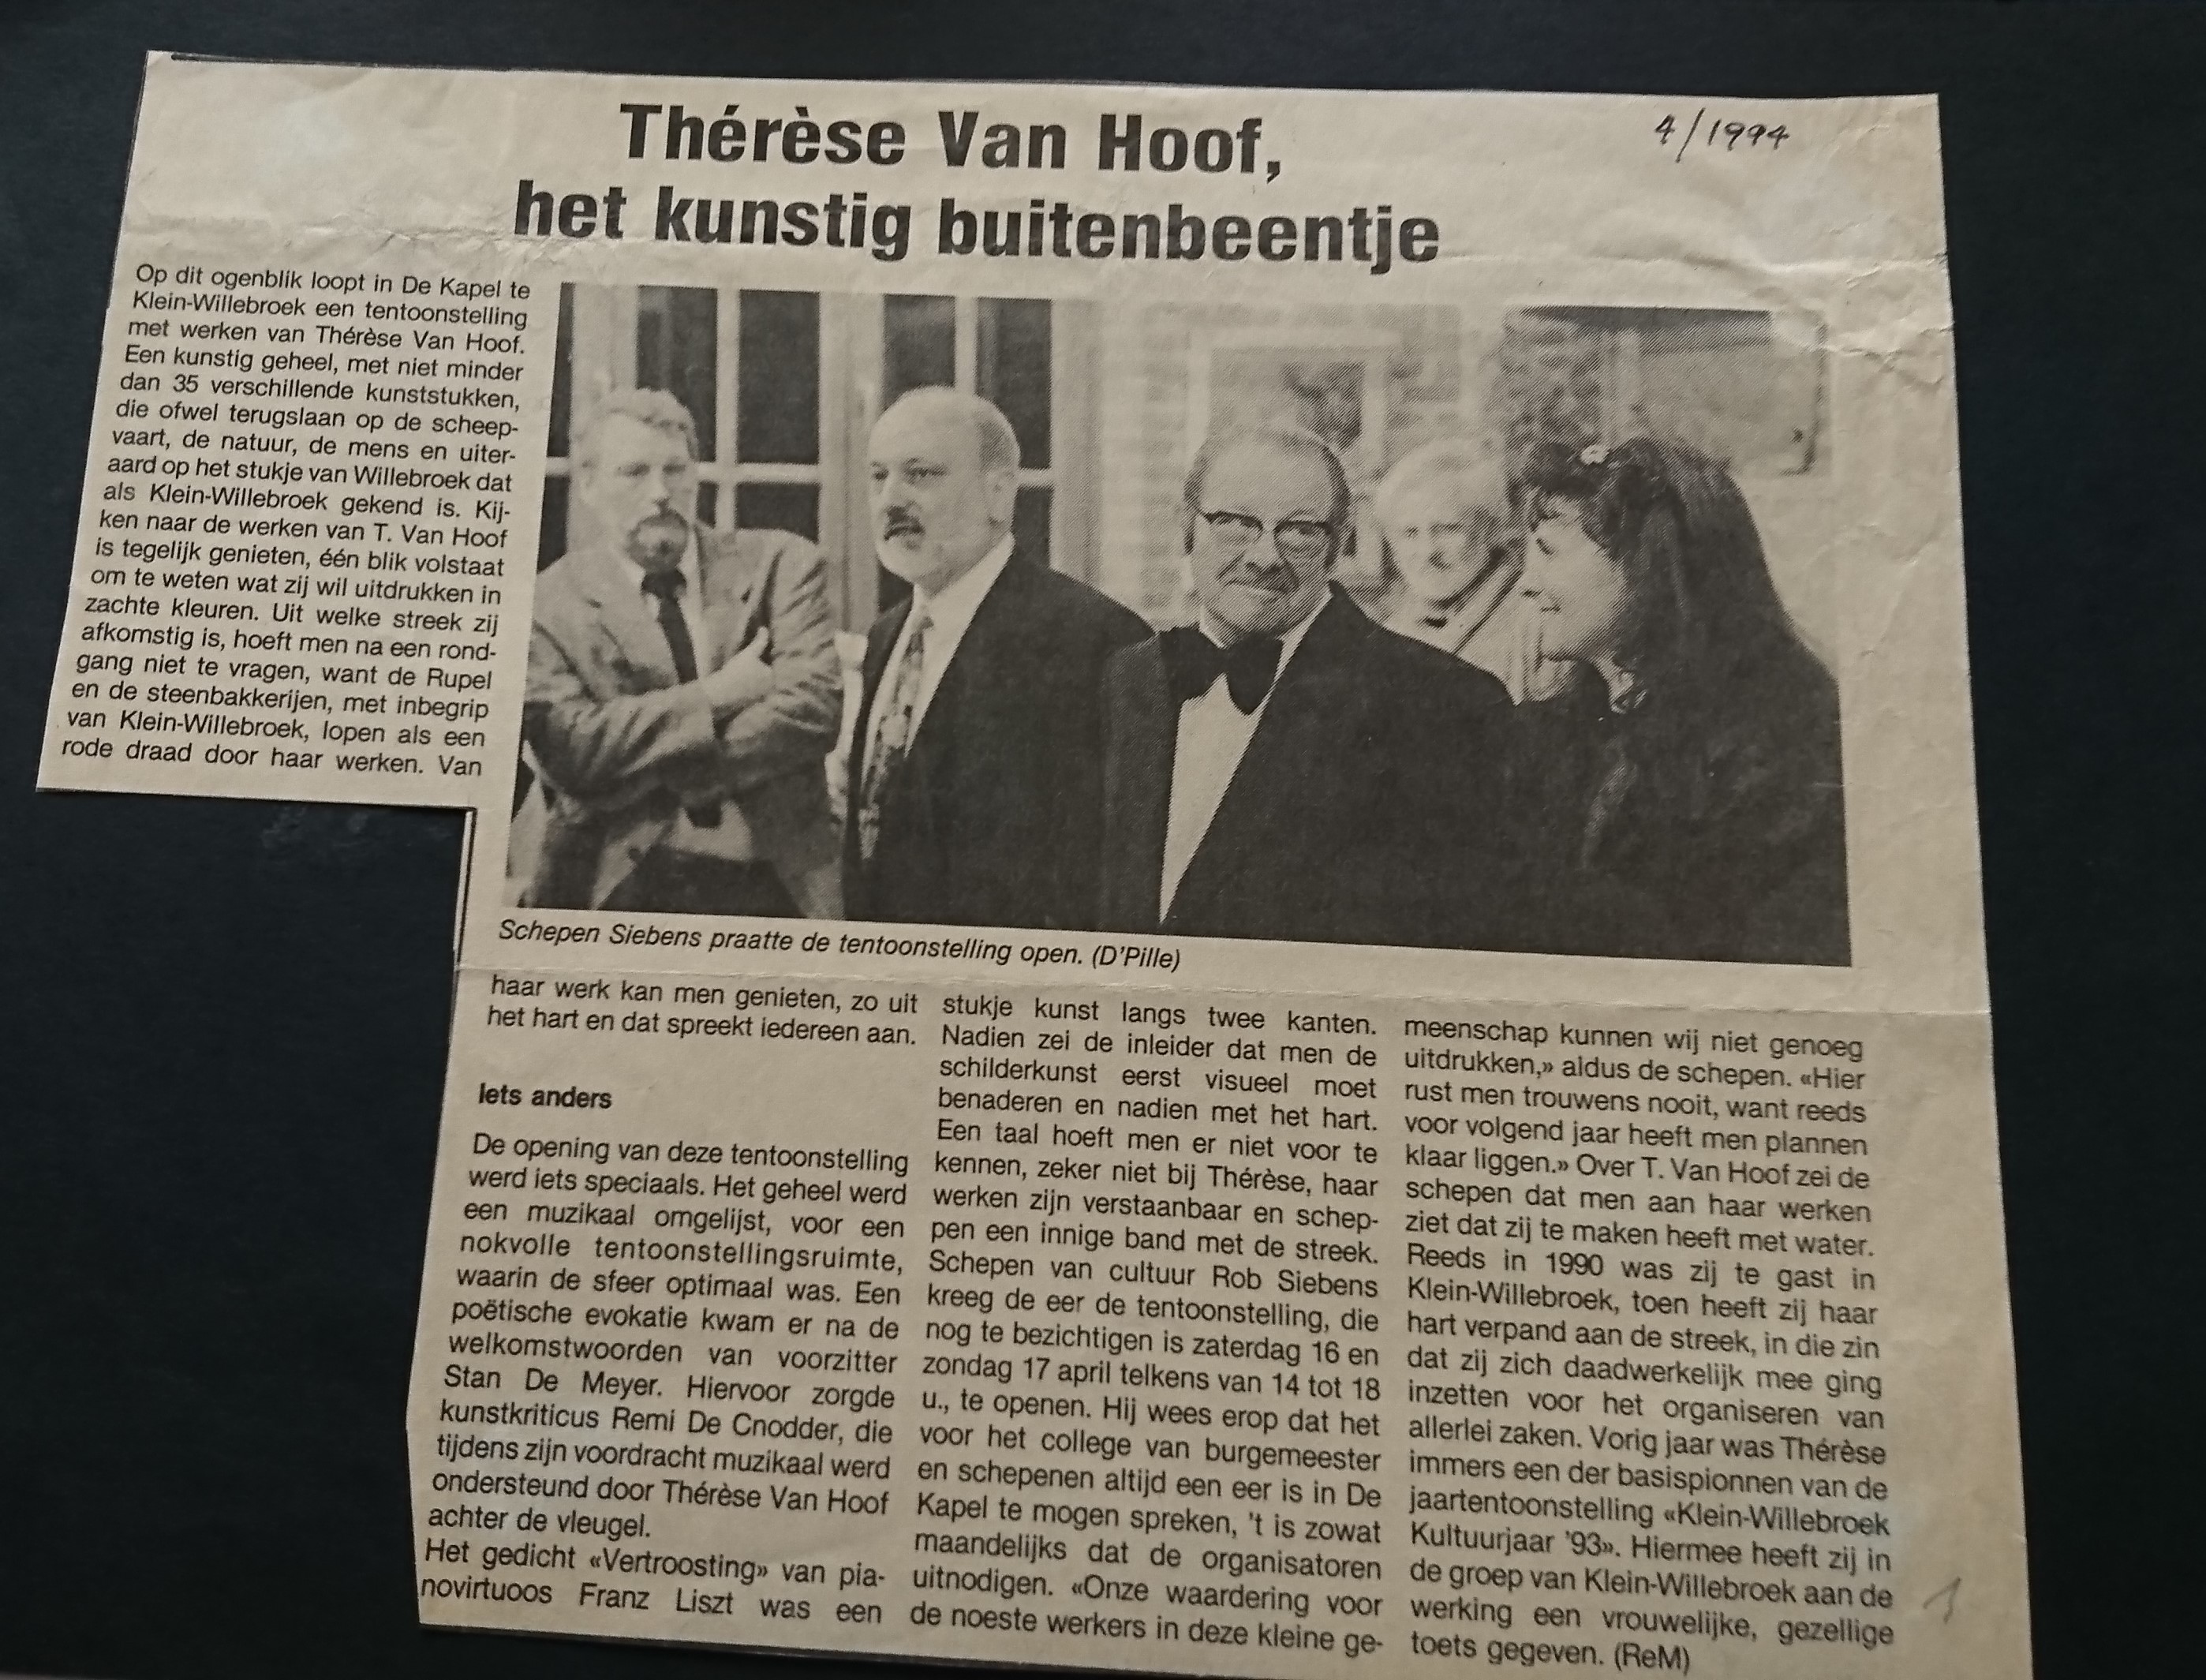 Thérèse Van Hoof,
het kunstig buitenbeentje
4/1994
Op dit ogenblik loopt in De Kapel te
Klein-Willebroek een tentoonstelling
met werken van Thérèse Van Hoof.
Een kunstig geheel, met niet minder
dan 35 verschillende kunststukken,
die ofwel terugslaan op de scheep-
vaart, de natuur, de mens en uiter-
aard op het stukje van Willebroek dat
als Klein-Willebroek gekend is. Kij-
ken naar de werken van T. Van Hoof
is tegelijk genieten, één blik volstaat
om te weten wat zij wil uitdrukken in
zachte kleuren. Uit welke streek zij
afkomstig is, hoeft men na een rond-
gang niet te vragen, want de Rupel
en de steenbakkerijen, met inbegrip
van Klein-Willebroek, lopen als een
rode draad door haar werken. Van
Schepen Siebens praatte de tentoonstelling open. (D'Pille)
haar werk kan men genieten, zo uit
het hart en dat spreekt iedereen aan.
Iets anders
De opening van deze tentoonstelling
werd iets speciaals. Het geheel werd
een muzikaal omgelijst, voor een
nokvolle tentoonstellingsruimte,
waarin de sfeer optimaal was. Een
poëtische evokatie kwam er na de
welkomstwoorden van voorzitter
Stan De Meyer. Hiervoor zorgde
kunstkriticus Remi De Cnodder, die
tijdens zijn voordracht muzikaal werd
ondersteund door Thérèse Van Hoof
achter de vleugel.
Het gedicht «Vertroosting» van pia-
novirtuoos Franz Liszt was een
stukje kunst langs twee kanten.
Nadien zei de inleider dat men de
schilderkunst eerst visueel moet
benaderen en nadien met het hart.
Een taal hoeft men er niet voor te
kennen, zeker niet bij Thérèse, haar
werken zijn verstaanbaar en schep-
pen een innige band met de streek.
Schepen van cultuur Rob Siebens
kreeg de eer de tentoonstelling, die
nog te bezichtigen is zaterdag 16 en
zondag 17 april telkens van 14 tot 18
u., te openen. Hij wees erop dat het
voor het college van burgemeester
en schepenen altijd een eer is in De
Kapel te mogen spreken, 't is zowat
maandelijks dat de organisatoren
uitnodigen. «Onze waardering voor
de noeste werkers in deze kleine ge-
meenschap kunnen wij niet genoeg
uitdrukken,» aldus de schepen. «Hier
rust men trouwens nooit, want reeds
voor volgend jaar heeft men plannen
klaar liggen.» Over T. Van Hoof zei de
schepen dat men aan haar werken
ziet dat zij te maken heeft met water.
Reeds in 1990 was zij te gast in
Klein-Willebroek, toen heeft zij haar
hart verpand aan de streek, in die zin
dat zij zich daadwerkelijk mee ging
inzetten voor het organiseren van
allerlei zaken. Vorig jaar was Thérèse
immers een der basispionnen van de
jaartentoonstelling «Klein-Willebroek
Kultuurjaar '93». Hiermee heeft zij in
de groep van Klein-Willebroek aan de
werking een vrouwelijke, gezellige
toets gegeven. (ReM)
1